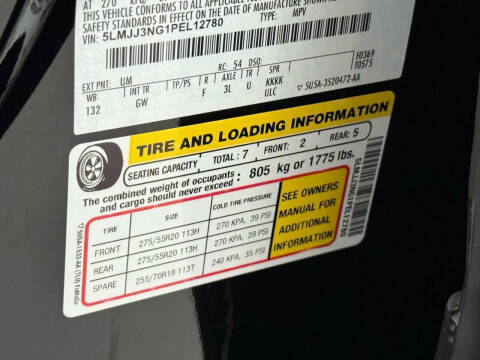 THIS VEHICLE CONFORMS TO ALL
SAFETY STANDARDS IN EFFECT ON THE DATE OF MANUFACTURE SHOWN
VIN: 5LMJJ3NG1PEL12780
TYPE: MPV
F0369
T0575
RC: 54 DSO:
EXT PNT: UM
WB INT TR TP/PS R AXLE TR SPR
132 GW F 3L U KKKK
ULC
5U5A-3520472-AA
TIRE AND LOADING INFORMATION
SEATING CAPACITY TOTAL: 7 FRONT: 2 REAR: 5
The combined weight of occupants and cargo should never exceed : 805 kg or 1775 lbs.
TIRE SIZE COLD TIRE PRESSURE
FRONT 275/55R20 113H 270 KPA, 39 PSI
REAR 275/55R20 113H 270 KPA, 39 PSI
SPARE 255/70R18 113T 240 KPA, 35 PSI
SEE OWNERS
MANUAL FOR
ADDITIONAL
INFORMATION
5LMJJ3NG1PEL12780